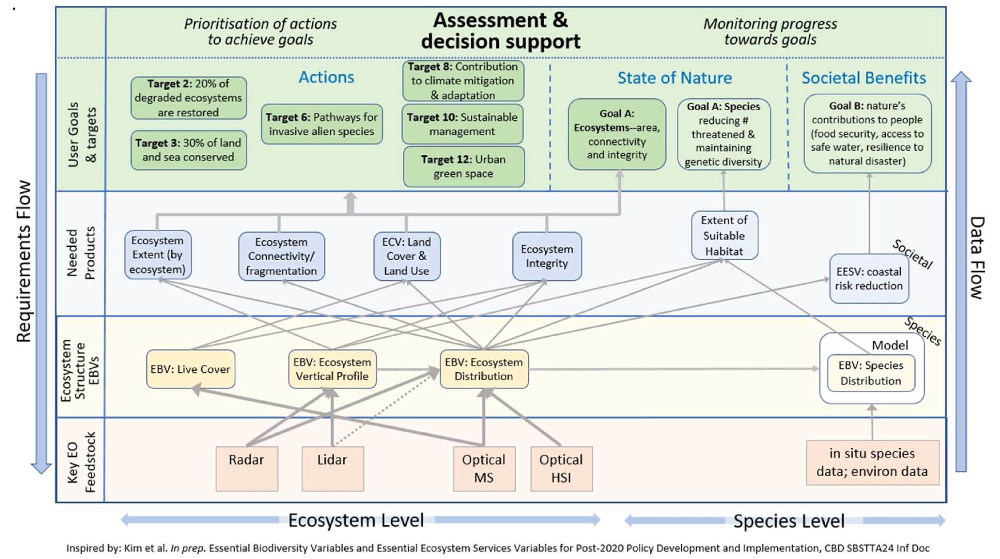 Prioritisation of actions
to achieve goals
Assessment &
decision support
Monitoring progress
towards goals
User Goals
& targets
Actions
State of Nature
Societal Benefits
Target 2: 20% of
degraded ecosystems
are restored
Target 3: 30% of land
and sea conserved
Target 6: Pathways for
invasive alien species
Target 8: Contribution
to climate mitigation
& adaptation
Target 10: Sustainable
management
Target 12: Urban
green space
Goal A:
Ecosystems--area,
connectivity
and integrity
Goal A: Species
reducing #
threatened &
maintaining
genetic diversity
Goal B: nature's
contributions to people
(food security, access to
safe water, resilience to
natural disaster)
Requirements Flow
Data Flow
Needed
Products
Ecosystem
Extent (by
ecosystem)
Ecosystem
Connectivity/
fragmentation
ECV: Land
Cover &
Land Use
Ecosystem
Integrity
Extent of
Suitable
Habitat
Societal
EESV: coastal
risk reduction
Ecosystem
Structure
EBVs
EBV: Live Cover
EBV: Ecosystem
Vertical Profile
EBV: Ecosystem
Distribution
Species
Model
EBV: Species
Distribution
Key EO
Feedstock
Radar
Lidar
Optical
MS
Optical
HSI
in situ species
data; environ data
Ecosystem Level
Species Level
Inspired by: Kim et al. In prep. Essential Biodiversity Variables and Essential Ecosystem Services Variables for Post-2020 Policy Development and Implementation, CBD SBSTTA24 Inf Doc